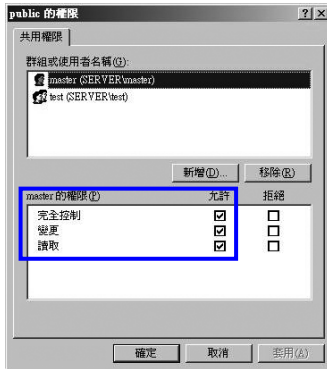 public 的權限
共用權限
群組或使用者名稱(G):
master (SERVER\master)
test (SERVER\test)
新增(D)... 移除(R)
master 的權限(P) 允許 拒絕
完全控制
變更
讀取
確定 取消 套用(A)